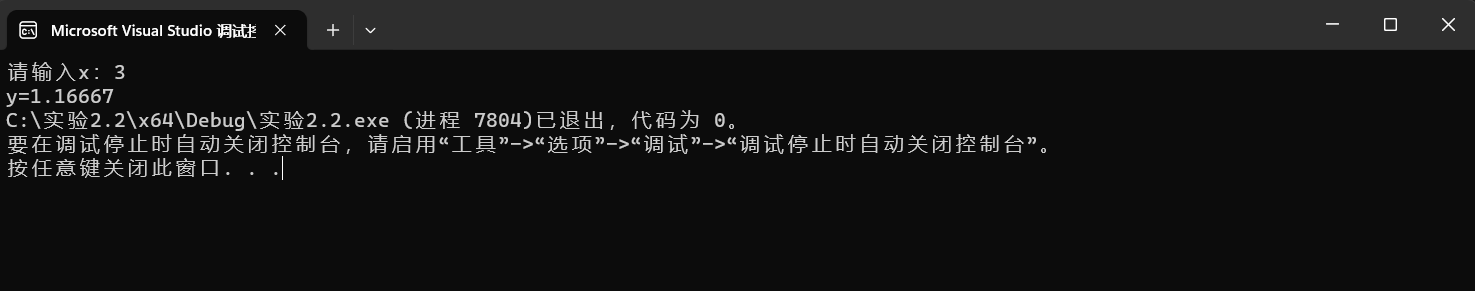 Microsoft Visual Studio 调试
请输入x: 3
y=1.16667
C:\实验2.2\x64\Debug\实验2.2.exe (进程 7804)已退出，代码为 0。
要在调试停止时自动关闭控制台，请启用“工具”->“选项”->“调试”->“调试停止时自动关闭控制台”。
按任意键关闭此窗口. . .